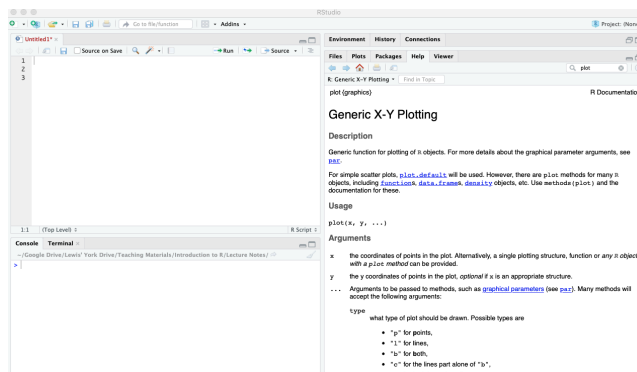 RStudio
Go to file/function
Addins
Project: (None
Untitled1*
Source on Save
Run
Source
1
2
3
1:1
(Top Level)
R Script
Console
Terminal
~/Google Drive/Lewis' York Drive/Teaching Materials/Introduction to R/Lecture Notes/
>
Environment
History
Connections
Files
Plots
Packages
Help
Viewer
plot
R: Generic X-Y Plotting
Find in Topic
plot {graphics}
R Documentatio
Generic X-Y Plotting
Description
Generic function for plotting of R objects. For more details about the graphical parameter arguments, see
par.
For simple scatter plots, plot.default will be used. However, there are plot methods for many R
objects, including functions, data.frames, density objects, etc. Use methods(plot) and the
documentation for these.
Usage
plot(x, y, ...)
Arguments
x the coordinates of points in the plot. Alternatively, a single plotting structure, function or any R object
with a plot method can be provided.
y the y coordinates of points in the plot, optional if x is an appropriate structure.
... Arguments to be passed to methods, such as graphical parameters (see par). Many methods will
accept the following arguments:
type
what type of plot should be drawn. Possible types are
• "p" for points,
• "l" for lines,
• "b" for both,
• "c" for the lines part alone of "b",